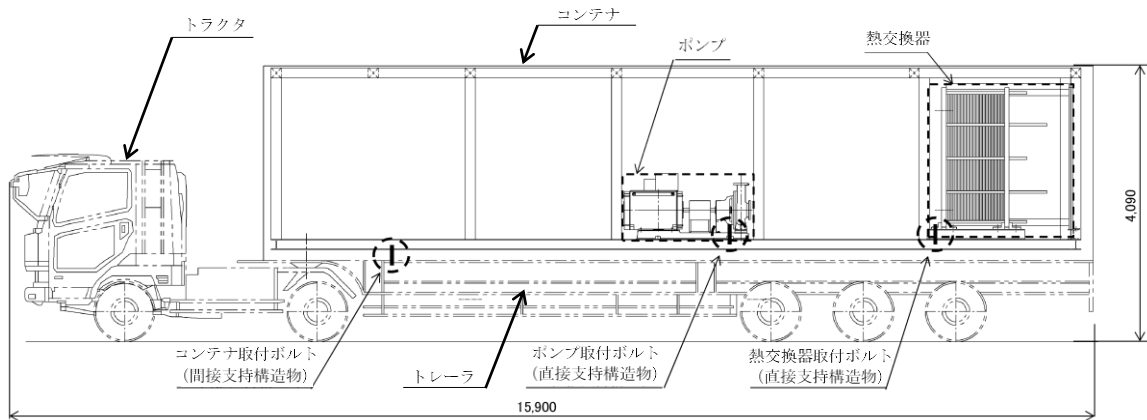 コンテナ
トラクタ
ポンプ
熱交換器
4,090
コンテナ取付ボルト
(間接支持構造物)
トレーラ
ポンプ取付ボルト
(直接支持構造物)
熱交換器取付ボルト
(直接支持構造物)
15,900